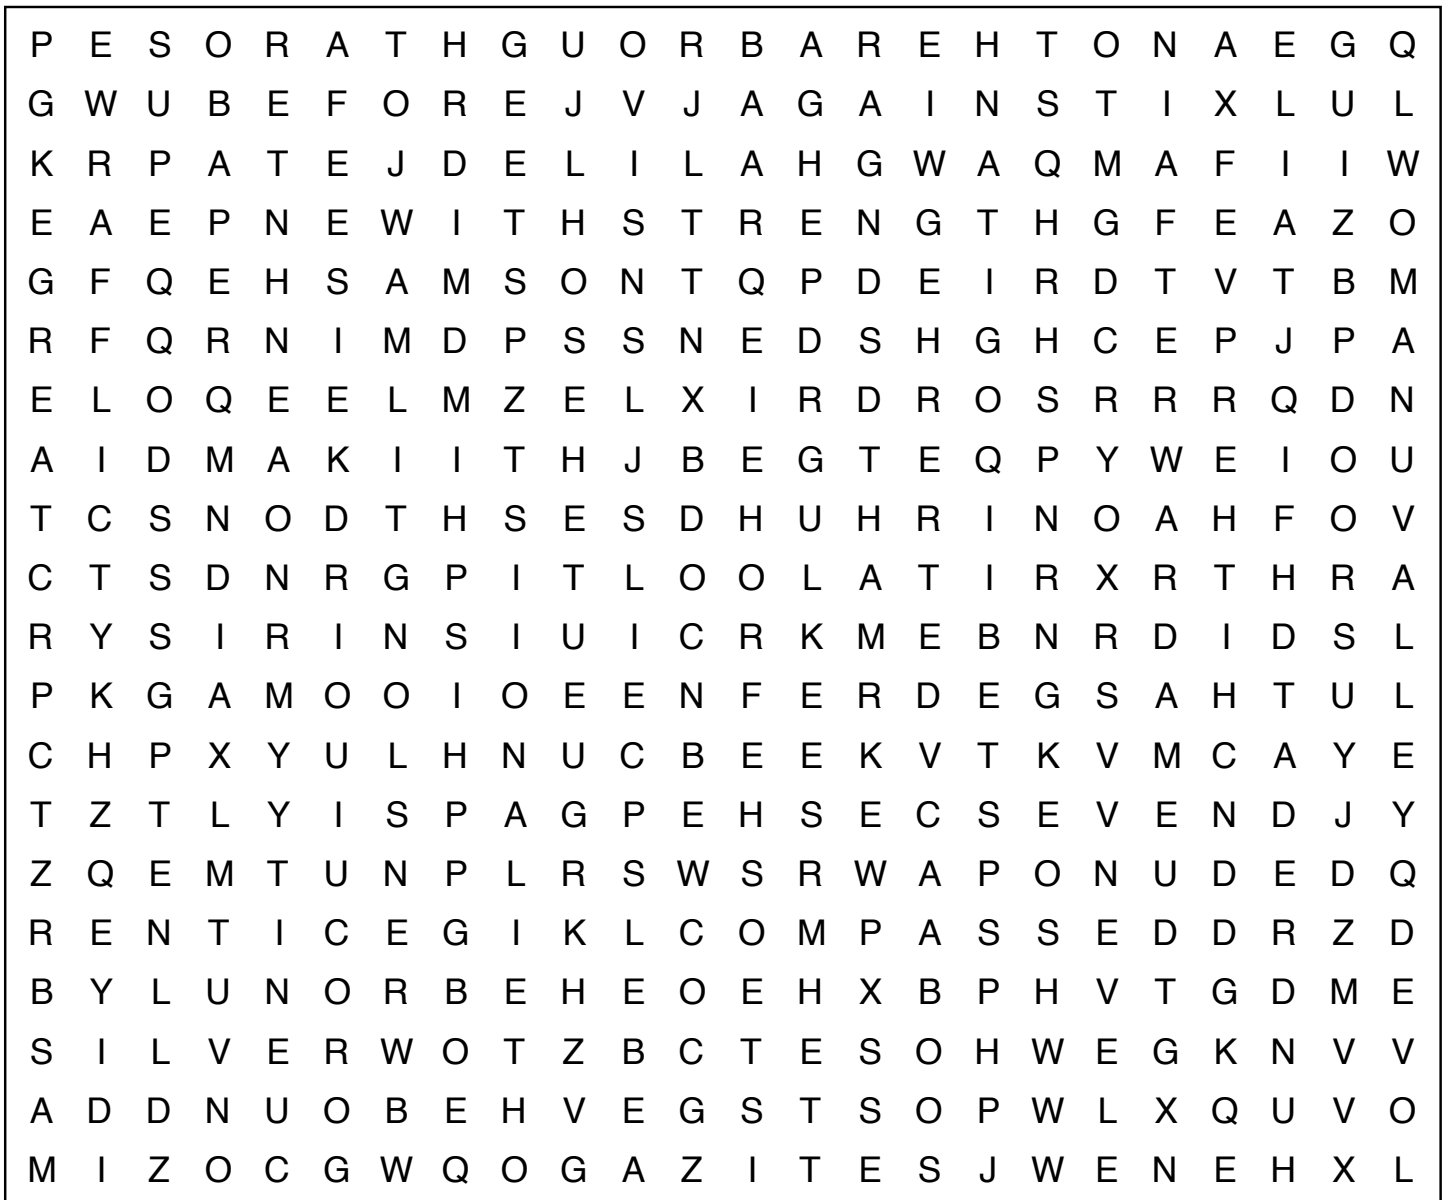 P E S O R A T H G U O R B A R E H T O N A E G Q
G W U B E F O R E J V J A G A I N S T I X L U L
K R P A T E J D E L I L A H G W A Q M A F I I W
E A E P N E W I T H S T R E N G T H G F E A Z O
G F Q E H S A M S O N T Q P D E I R D T V T B M
R F Q R N I M D P S S N E D S H G H C E P J P A
E L O Q E E L M Z E L X I R D R O S R R R Q D N
A I D M A K I I T H J B E G T E Q P Y W E I O U
T C S N O D T H S E S D H U H R I N O A H F O V
C T S D N R G P I T L O O L A T I R X R T H R A
R Y S I R I N S I U I C R K M E B N R D I D S L
P K G A M O O I O E E N F E R D E G S A H T U L
C H P X Y U L H N U C B E E K V T K V M C A Y E
T Z T L Y I S P A G P E H S E C S E V E N D J Y
Z Q E M T U N P L R S W S R W A P O N U D E D Q
R E N T I C E G I K L C O M P A S S E D D R Z D
B Y L U N O R B E H E O E H X B P H V T G D M E
S I L V E R W O T Z B C T E S O H W E G K N V V
A D D N U O B E H V E G S T S O P W L X Q U V O
M I Z O C G W Q O G A Z I T E S J W E N E H X L